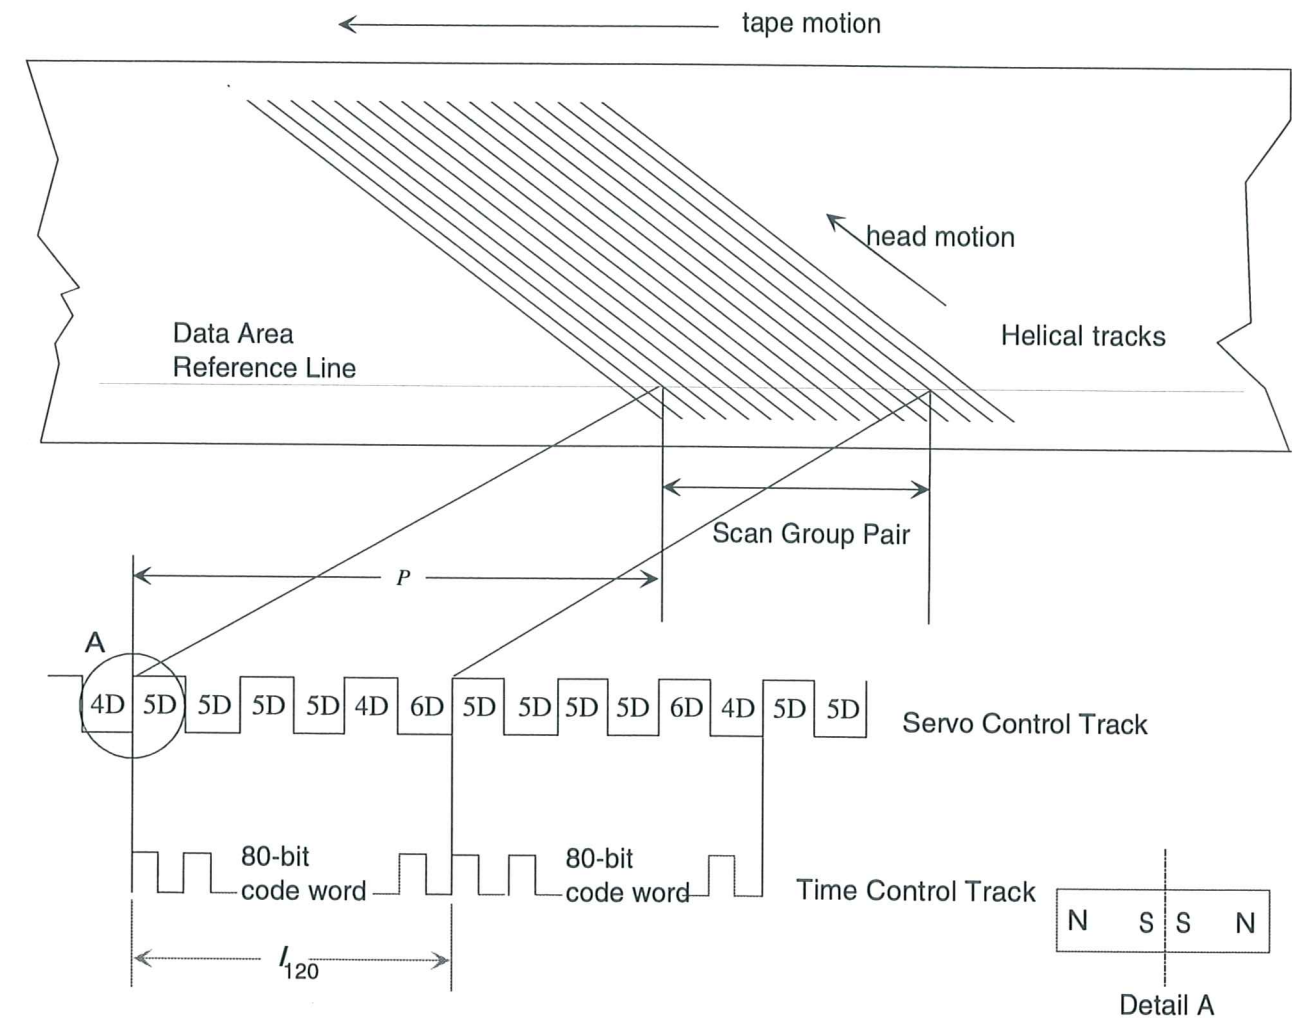 tape motion
head motion
Data Area
Reference Line
Helical tracks
Scan Group Pair
P
A
4D 5D 5D 5D 5D 4D 6D 5D 5D 5D 5D 6D 4D 5D 5D
Servo Control Track
80-bit
code word
80-bit
code word
Time Control Track
N S S N
l120
Detail A